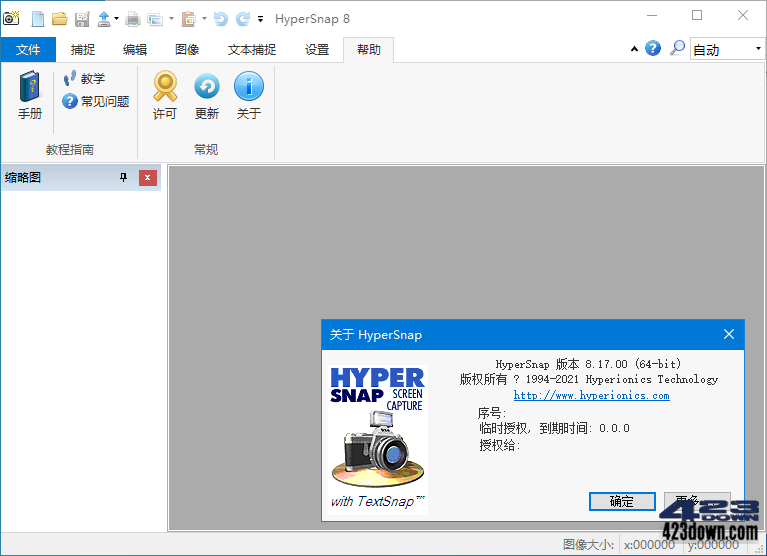 HyperSnap 8
文件 捕捉 编辑 图像 文本捕捉 设置 帮助 自动
手册 教学 常见问题 许可 更新 关于
教程指南 常规
缩略图
关于 HyperSnap
HyperSnap 版本 8.17.00 (64-bit)
版权所有 ? 1994-2021 Hyperionics Technology
http://www.hyperionics.com
序号:
临时授权，到期时间: 0.0.0
授权给:
HYPER
SNAP SCREEN
CAPTURE
with TextSnap™
确定 更多
423
DOWN
423down.com
图像大小: x:000000 y:000000